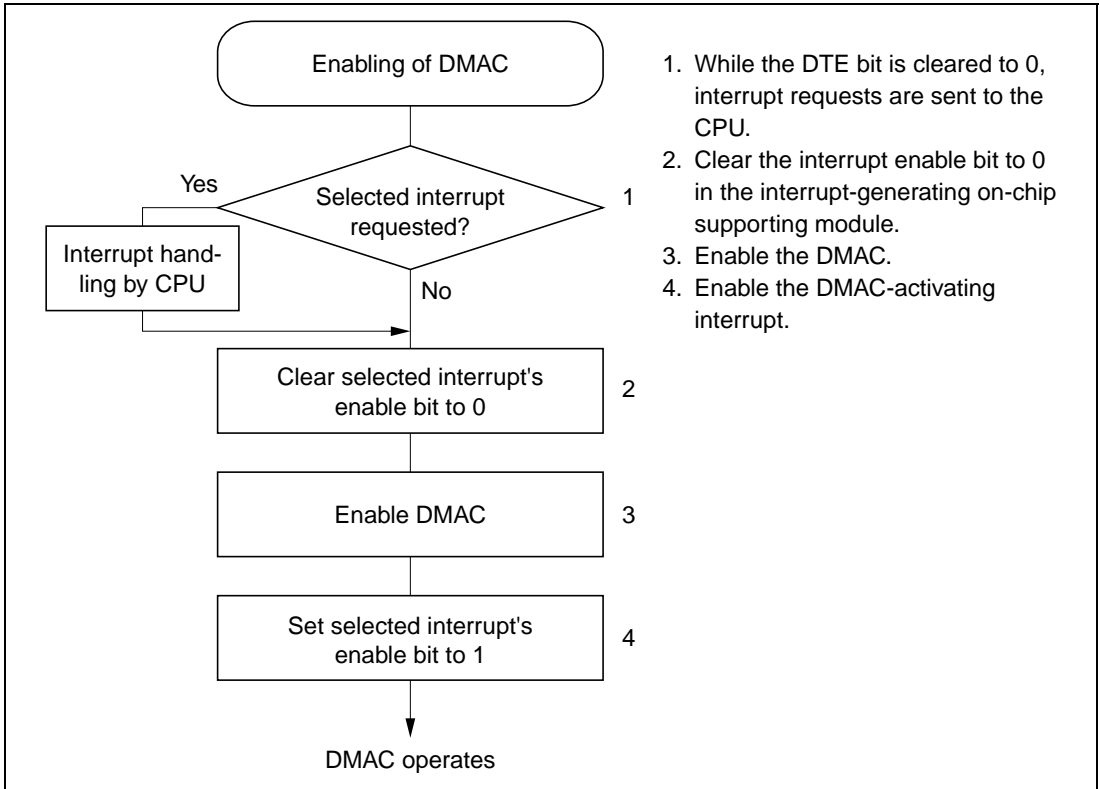 Enabling of DMAC
Yes
Selected interrupt
requested?
1
Interrupt hand-
ling by CPU
No
Clear selected interrupt's
enable bit to 0
2
Enable DMAC
3
Set selected interrupt's
enable bit to 1
4
DMAC operates
1. While the DTE bit is cleared to 0,
interrupt requests are sent to the
CPU.
2. Clear the interrupt enable bit to 0
in the interrupt-generating on-chip
supporting module.
3. Enable the DMAC.
4. Enable the DMAC-activating
interrupt.